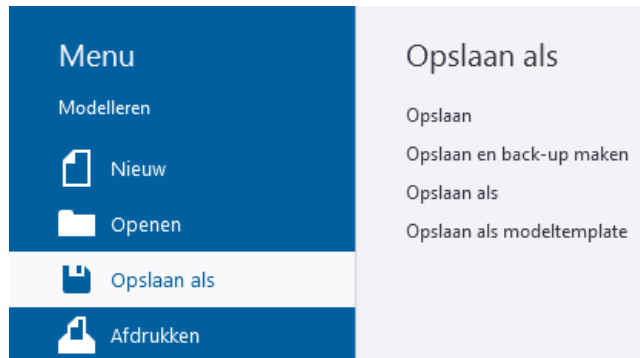 Menu
Modelleren
Nieuw
Openen
Opslaan als
Afdrukken
Opslaan als
Opslaan
Opslaan en back-up maken
Opslaan als
Opslaan als modeltemplate